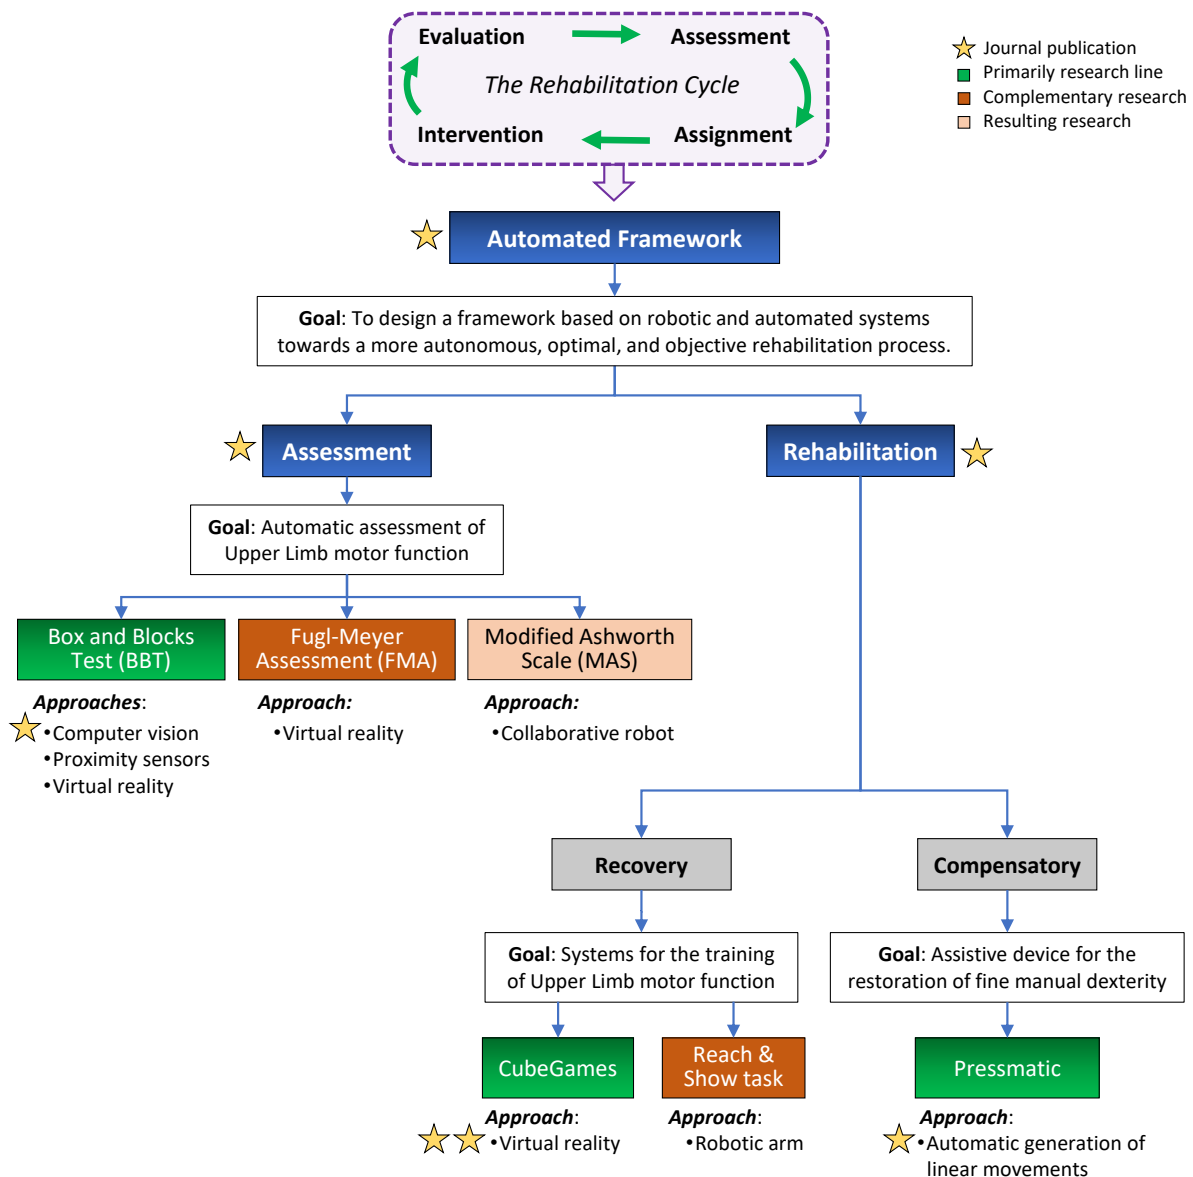 Evaluation
Assessment
The Rehabilitation Cycle
Intervention
Assignment
Journal publication
Primarily research line
Complementary research
Resulting research
Automated Framework
Goal: To design a framework based on robotic and automated systems
towards a more autonomous, optimal, and objective rehabilitation process.
Assessment
Rehabilitation
Goal: Automatic assessment of
Upper Limb motor function
Box and Blocks
Test (BBT)
Fugl-Meyer
Assessment (FMA)
Modified Ashworth
Scale (MAS)
Approaches:
•Computer vision
•Proximity sensors
•Virtual reality
Approach:
•Virtual reality
Approach:
•Collaborative robot
Recovery
Compensatory
Goal: Systems for the training
of Upper Limb motor function
Goal: Assistive device for the
restoration of fine manual dexterity
CubeGames
Reach &
Show task
Pressmatic
Approach:
•Virtual reality
Approach:
•Robotic arm
Approach:
•Automatic generation of
linear movements